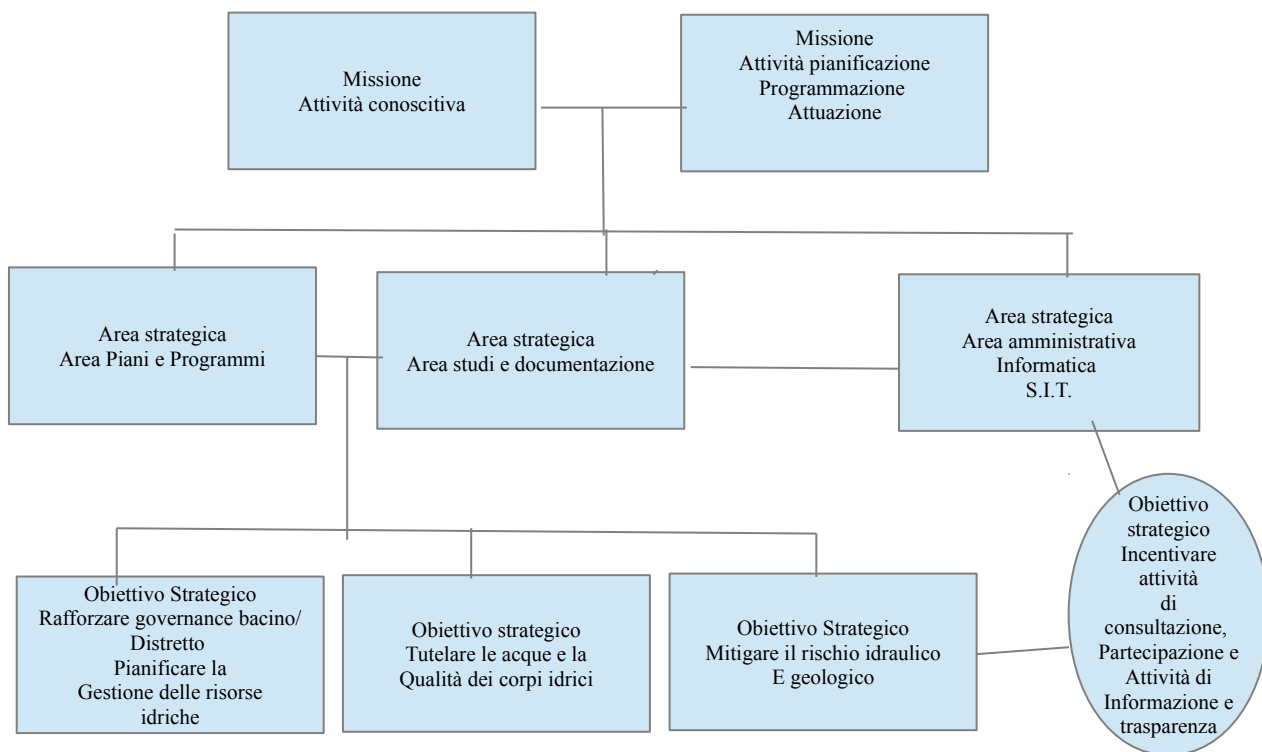 Missione
Attività conoscitiva
Missione
Attività pianificazione
Programmazione
Attuazione
Area strategica
Area Piani e Programmi
Area strategica
Area studi e documentazione
Area strategica
Area amministrativa
Informatica
S.I.T.
Obiettivo Strategico
Rafforzare governance bacino/
Distretto
Pianificare la
Gestione delle risorse
idriche
Obiettivo strategico
Tutelare le acque e la
Qualità dei corpi idrici
Obiettivo Strategico
Mitigare il rischio idraulico
E geologico
Obiettivo
strategico
Incentivare
attività
di
consultazione,
Partecipazione e
Attività di
Informazione e
trasparenza